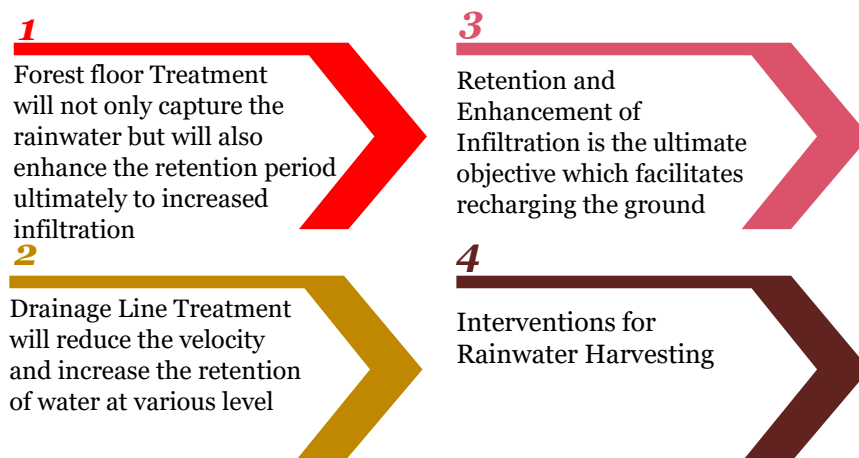 1
Forest floor Treatment
will not only capture the
rainwater but will also
enhance the retention period
ultimately to increased
infiltration
2
Drainage Line Treatment
will reduce the velocity
and increase the retention
of water at various level
3
Retention and
Enhancement of
Infiltration is the ultimate
objective which facilitates
recharging the ground
4
Interventions for
Rainwater Harvesting